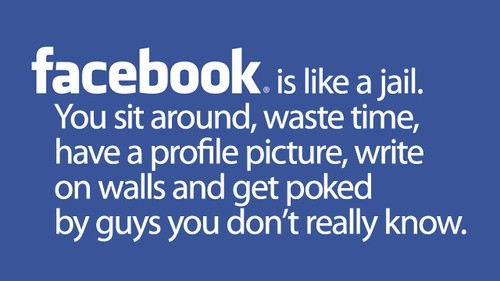 facebook® is like a jail.
You sit around, waste time,
have a profile picture, write
on walls and get poked
by guys you don't really know.